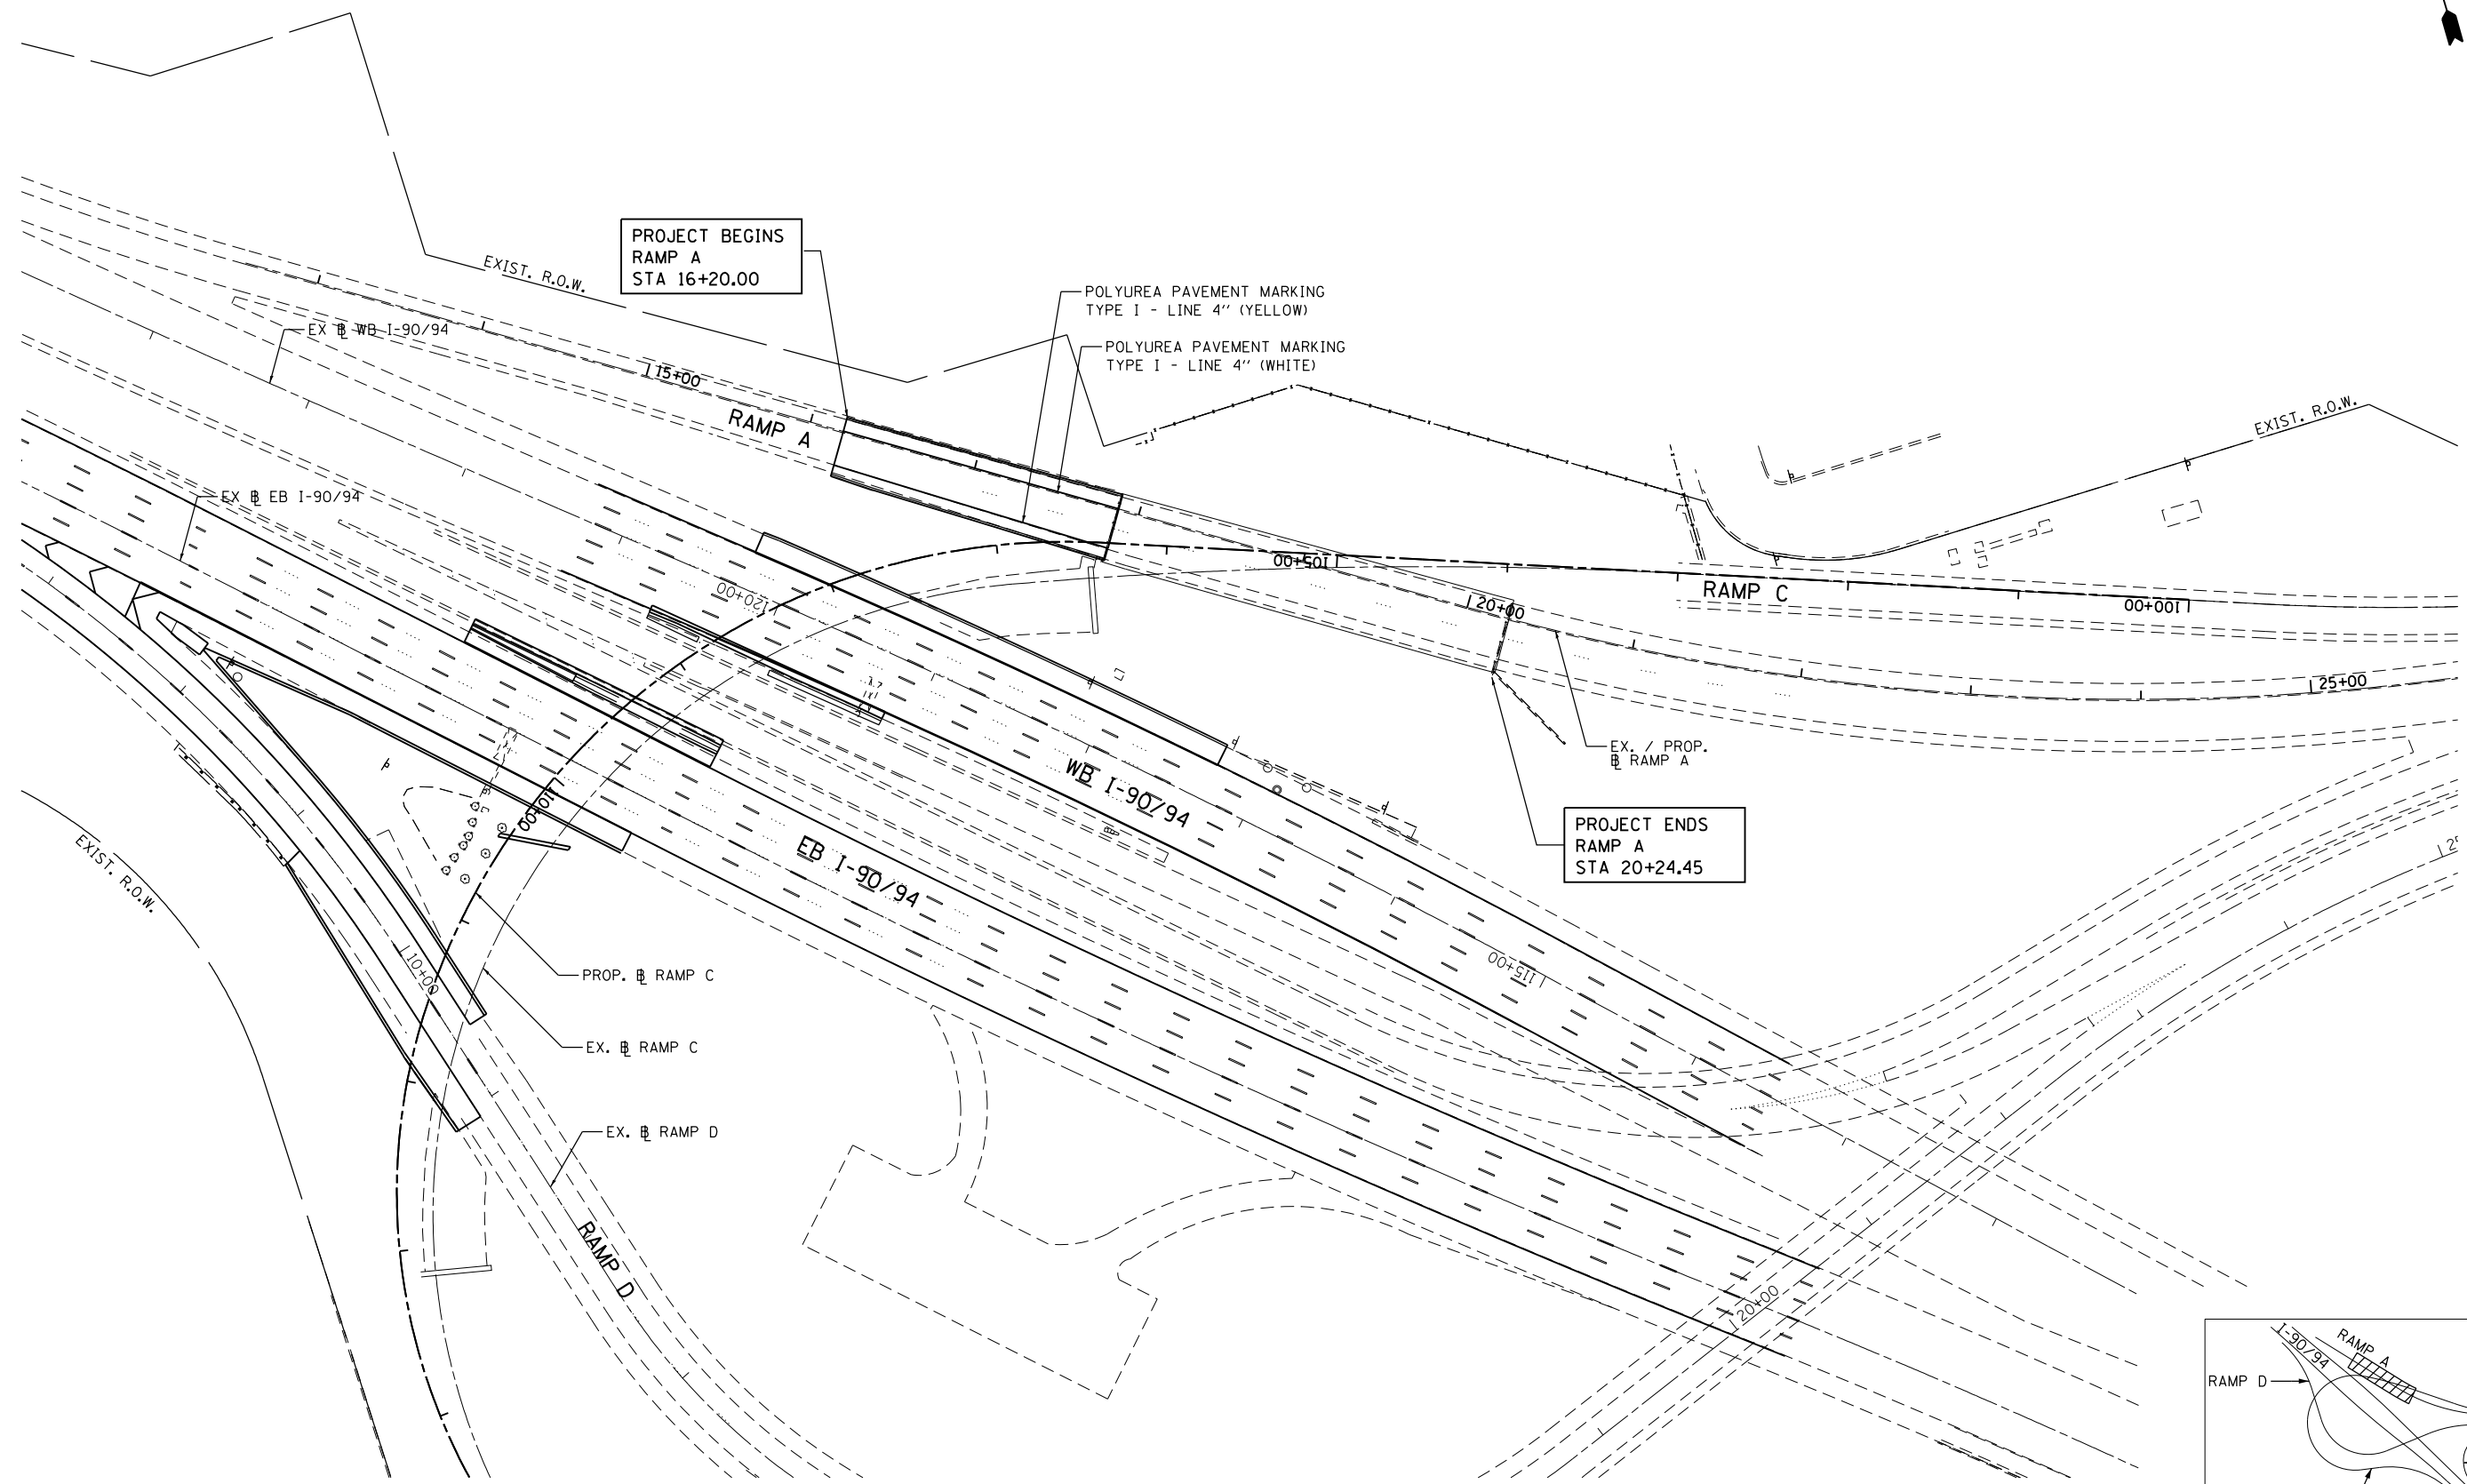 PROJECT BEGINS
RAMP A
STA 16+20.00
EXIST. R.O.W.
POLYUREA PAVEMENT MARKING
TYPE I - LINE 4'' (YELLOW)
EX ℄ WB I-90/94
POLYUREA PAVEMENT MARKING
TYPE I - LINE 4'' (WHITE)
15+00
RAMP A
EXIST. R.O.W.
EX ℄ EB I-90/94
105+00
RAMP C
120+00
20+00
100+00
25+00
EX. / PROP.
℄ RAMP A
WB I-90/94
110+00
PROJECT ENDS
RAMP A
STA 20+24.45
EB I-90/94
EXIST. R.O.W.
10+00
PROP. ℄ RAMP C
115+00
EX. ℄ RAMP C
EX. ℄ RAMP D
RAMP D
20+00
I-90/94
RAMP A
RAMP D